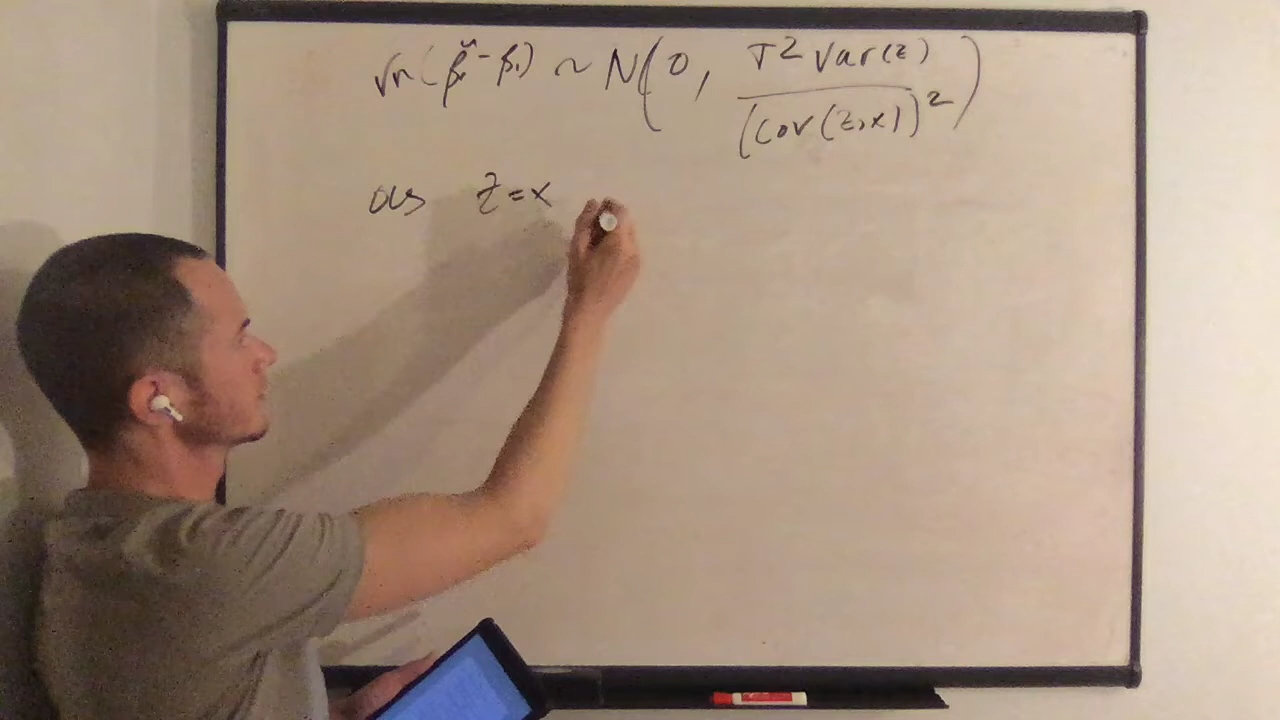 √n(β̃₁-β₁) ~ N(0, τ² Var(z) / (Cov(z,x))²)
OLS z=x